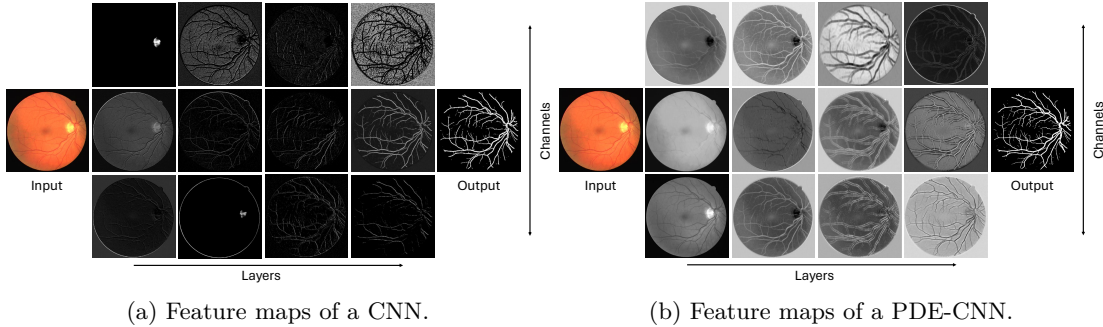 Input
Output
Channels
Layers
(a) Feature maps of a CNN.
Input
Output
Channels
Layers
(b) Feature maps of a PDE-CNN.